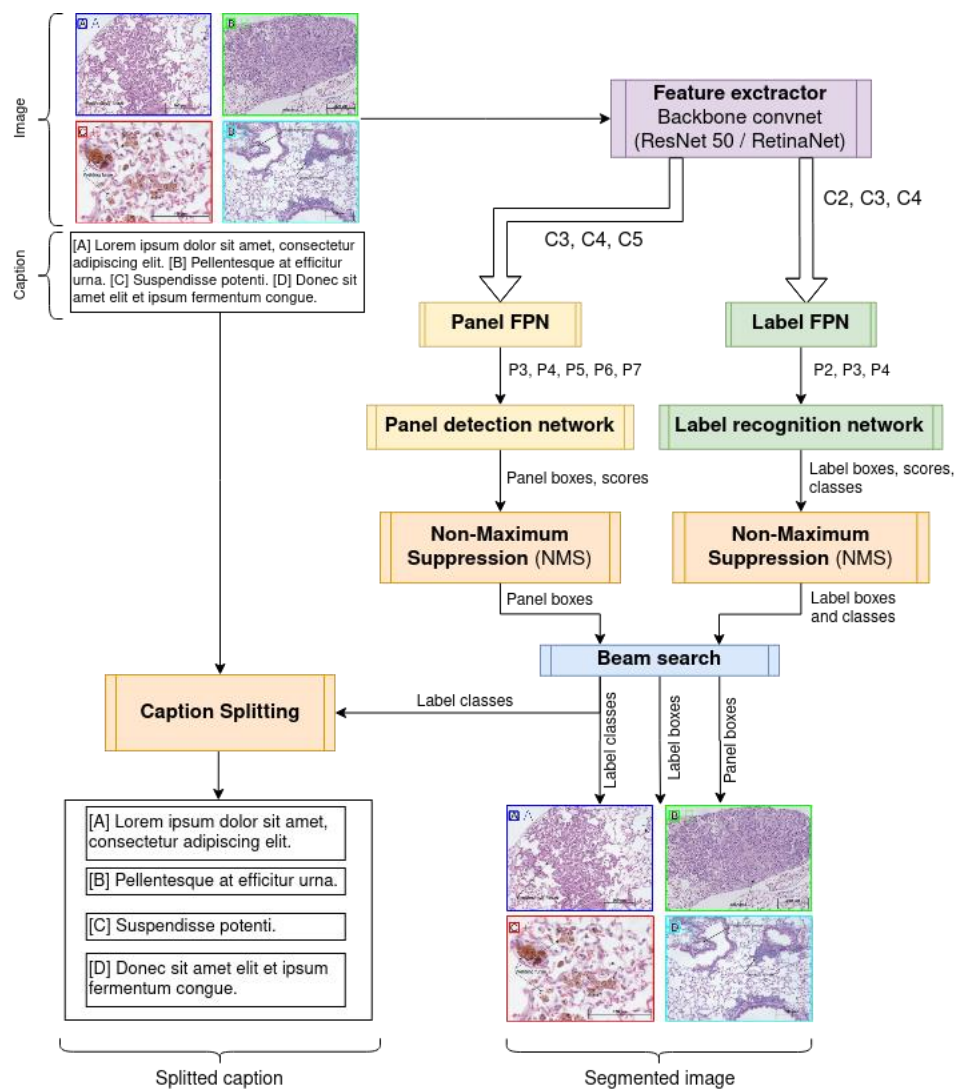 Image
A
A
B
C
D
Feature exctractor
Backbone convnet
(ResNet 50 / RetinaNet)
C2, C3, C4
C3, C4, C5
Caption
[A] Lorem ipsum dolor sit amet, consectetur
adipiscing elit. [B] Pellentesque at efficitur
urna. [C] Suspendisse potenti. [D] Donec sit
amet elit et ipsum fermentum congue.
Panel FPN
Label FPN
P3, P4, P5, P6, P7
P2, P3, P4
Panel detection network
Label recognition network
Panel boxes, scores
Label boxes, scores,
classes
Non-Maximum
Suppression (NMS)
Non-Maximum
Suppression (NMS)
Panel boxes
Label boxes
and classes
Beam search
Caption Splitting
Label classes
Label classes
Label boxes
Panel boxes
[A] Lorem ipsum dolor sit amet,
consectetur adipiscing elit.
[B] Pellentesque at efficitur urna.
[C] Suspendisse potenti.
[D] Donec sit amet elit et ipsum
fermentum congue.
A
A
B
C
D
Splitted caption
Segmented image